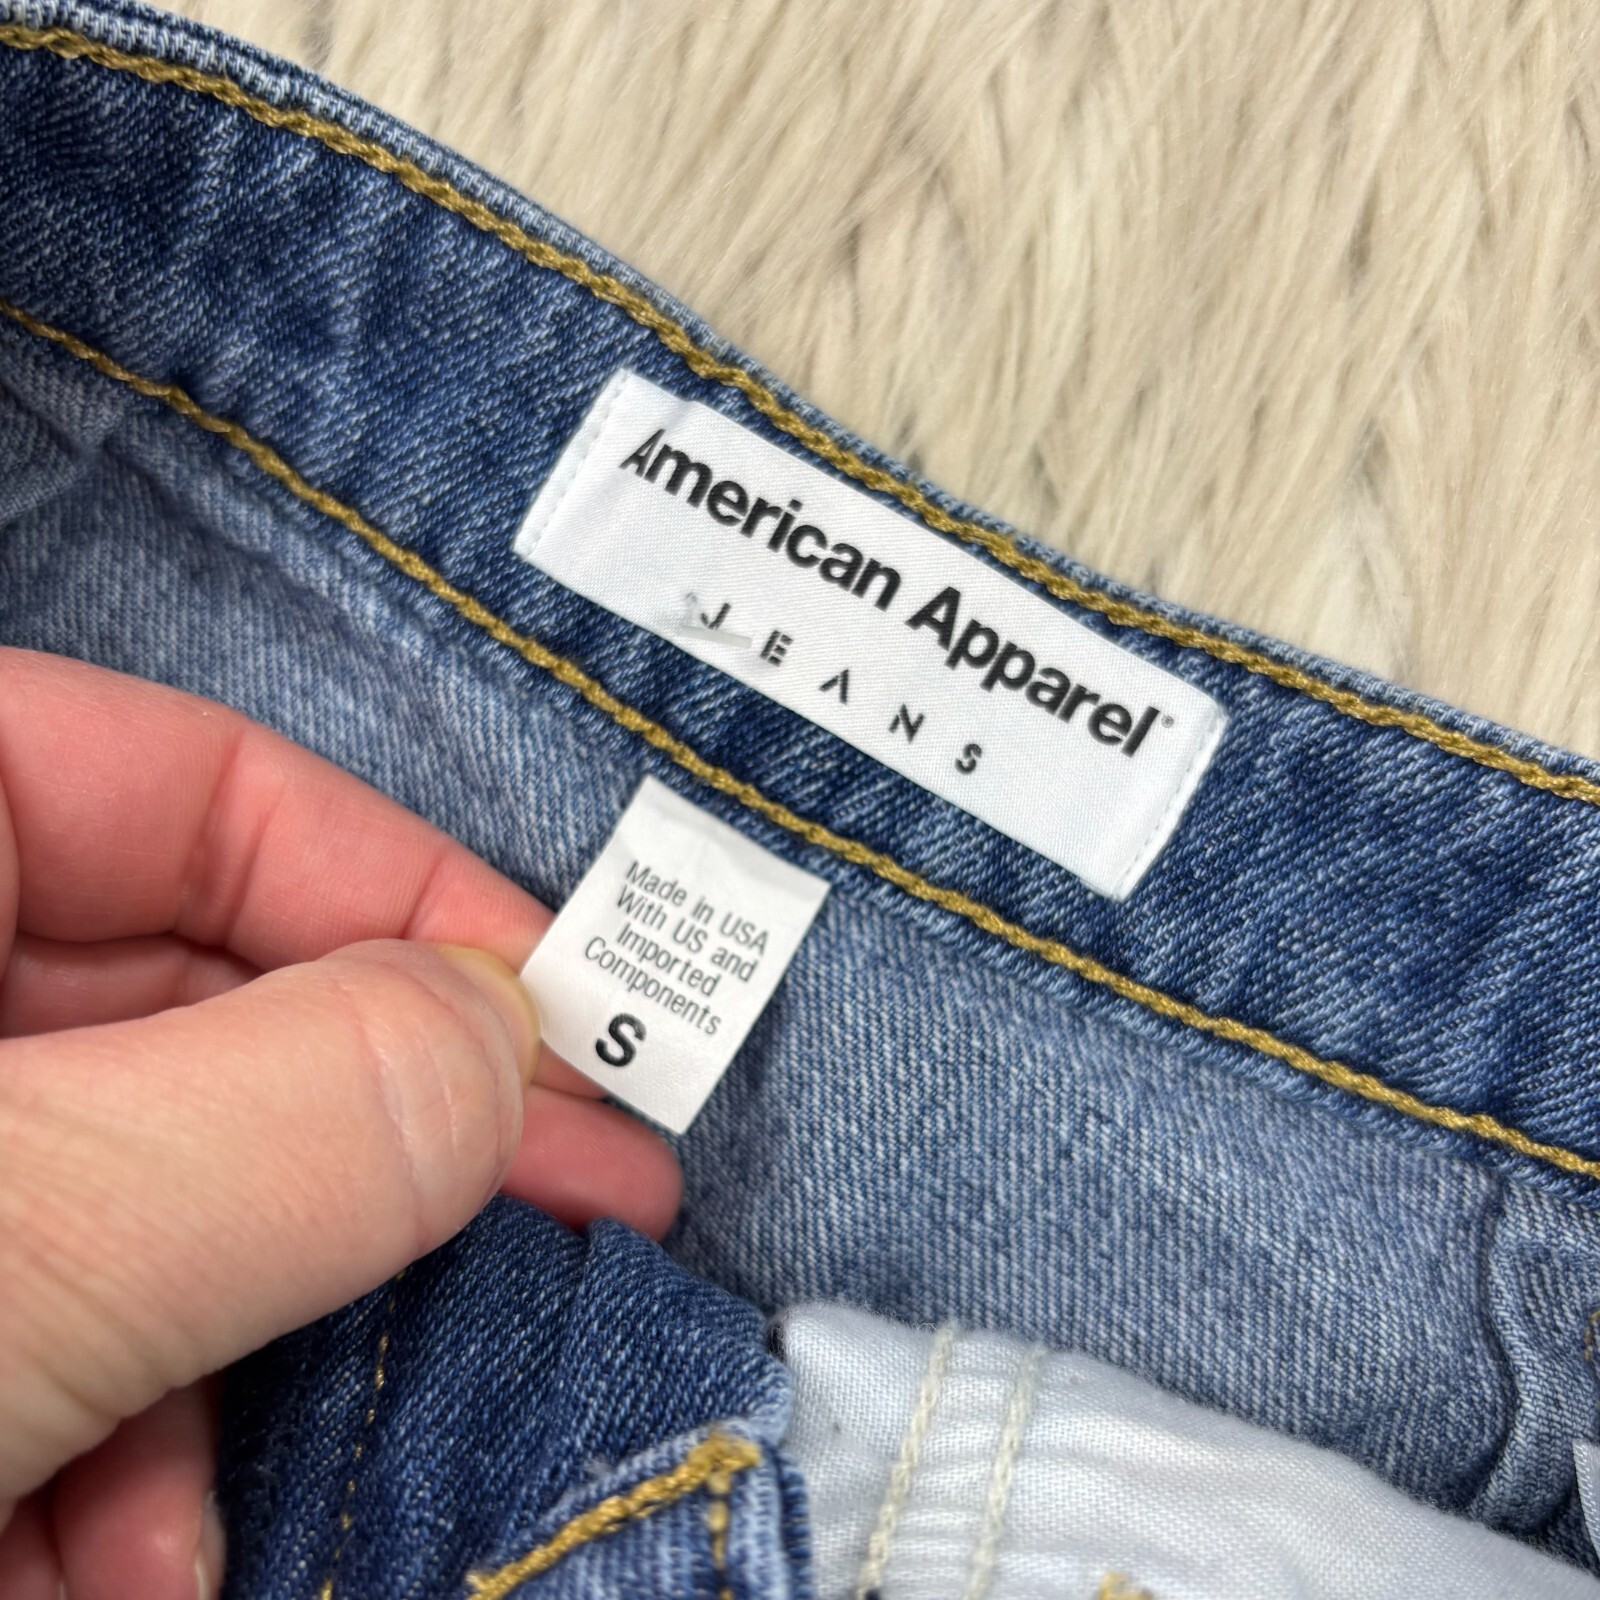 American Apparel®
JEANS
Made in USA
With US and
Imported
Components
S